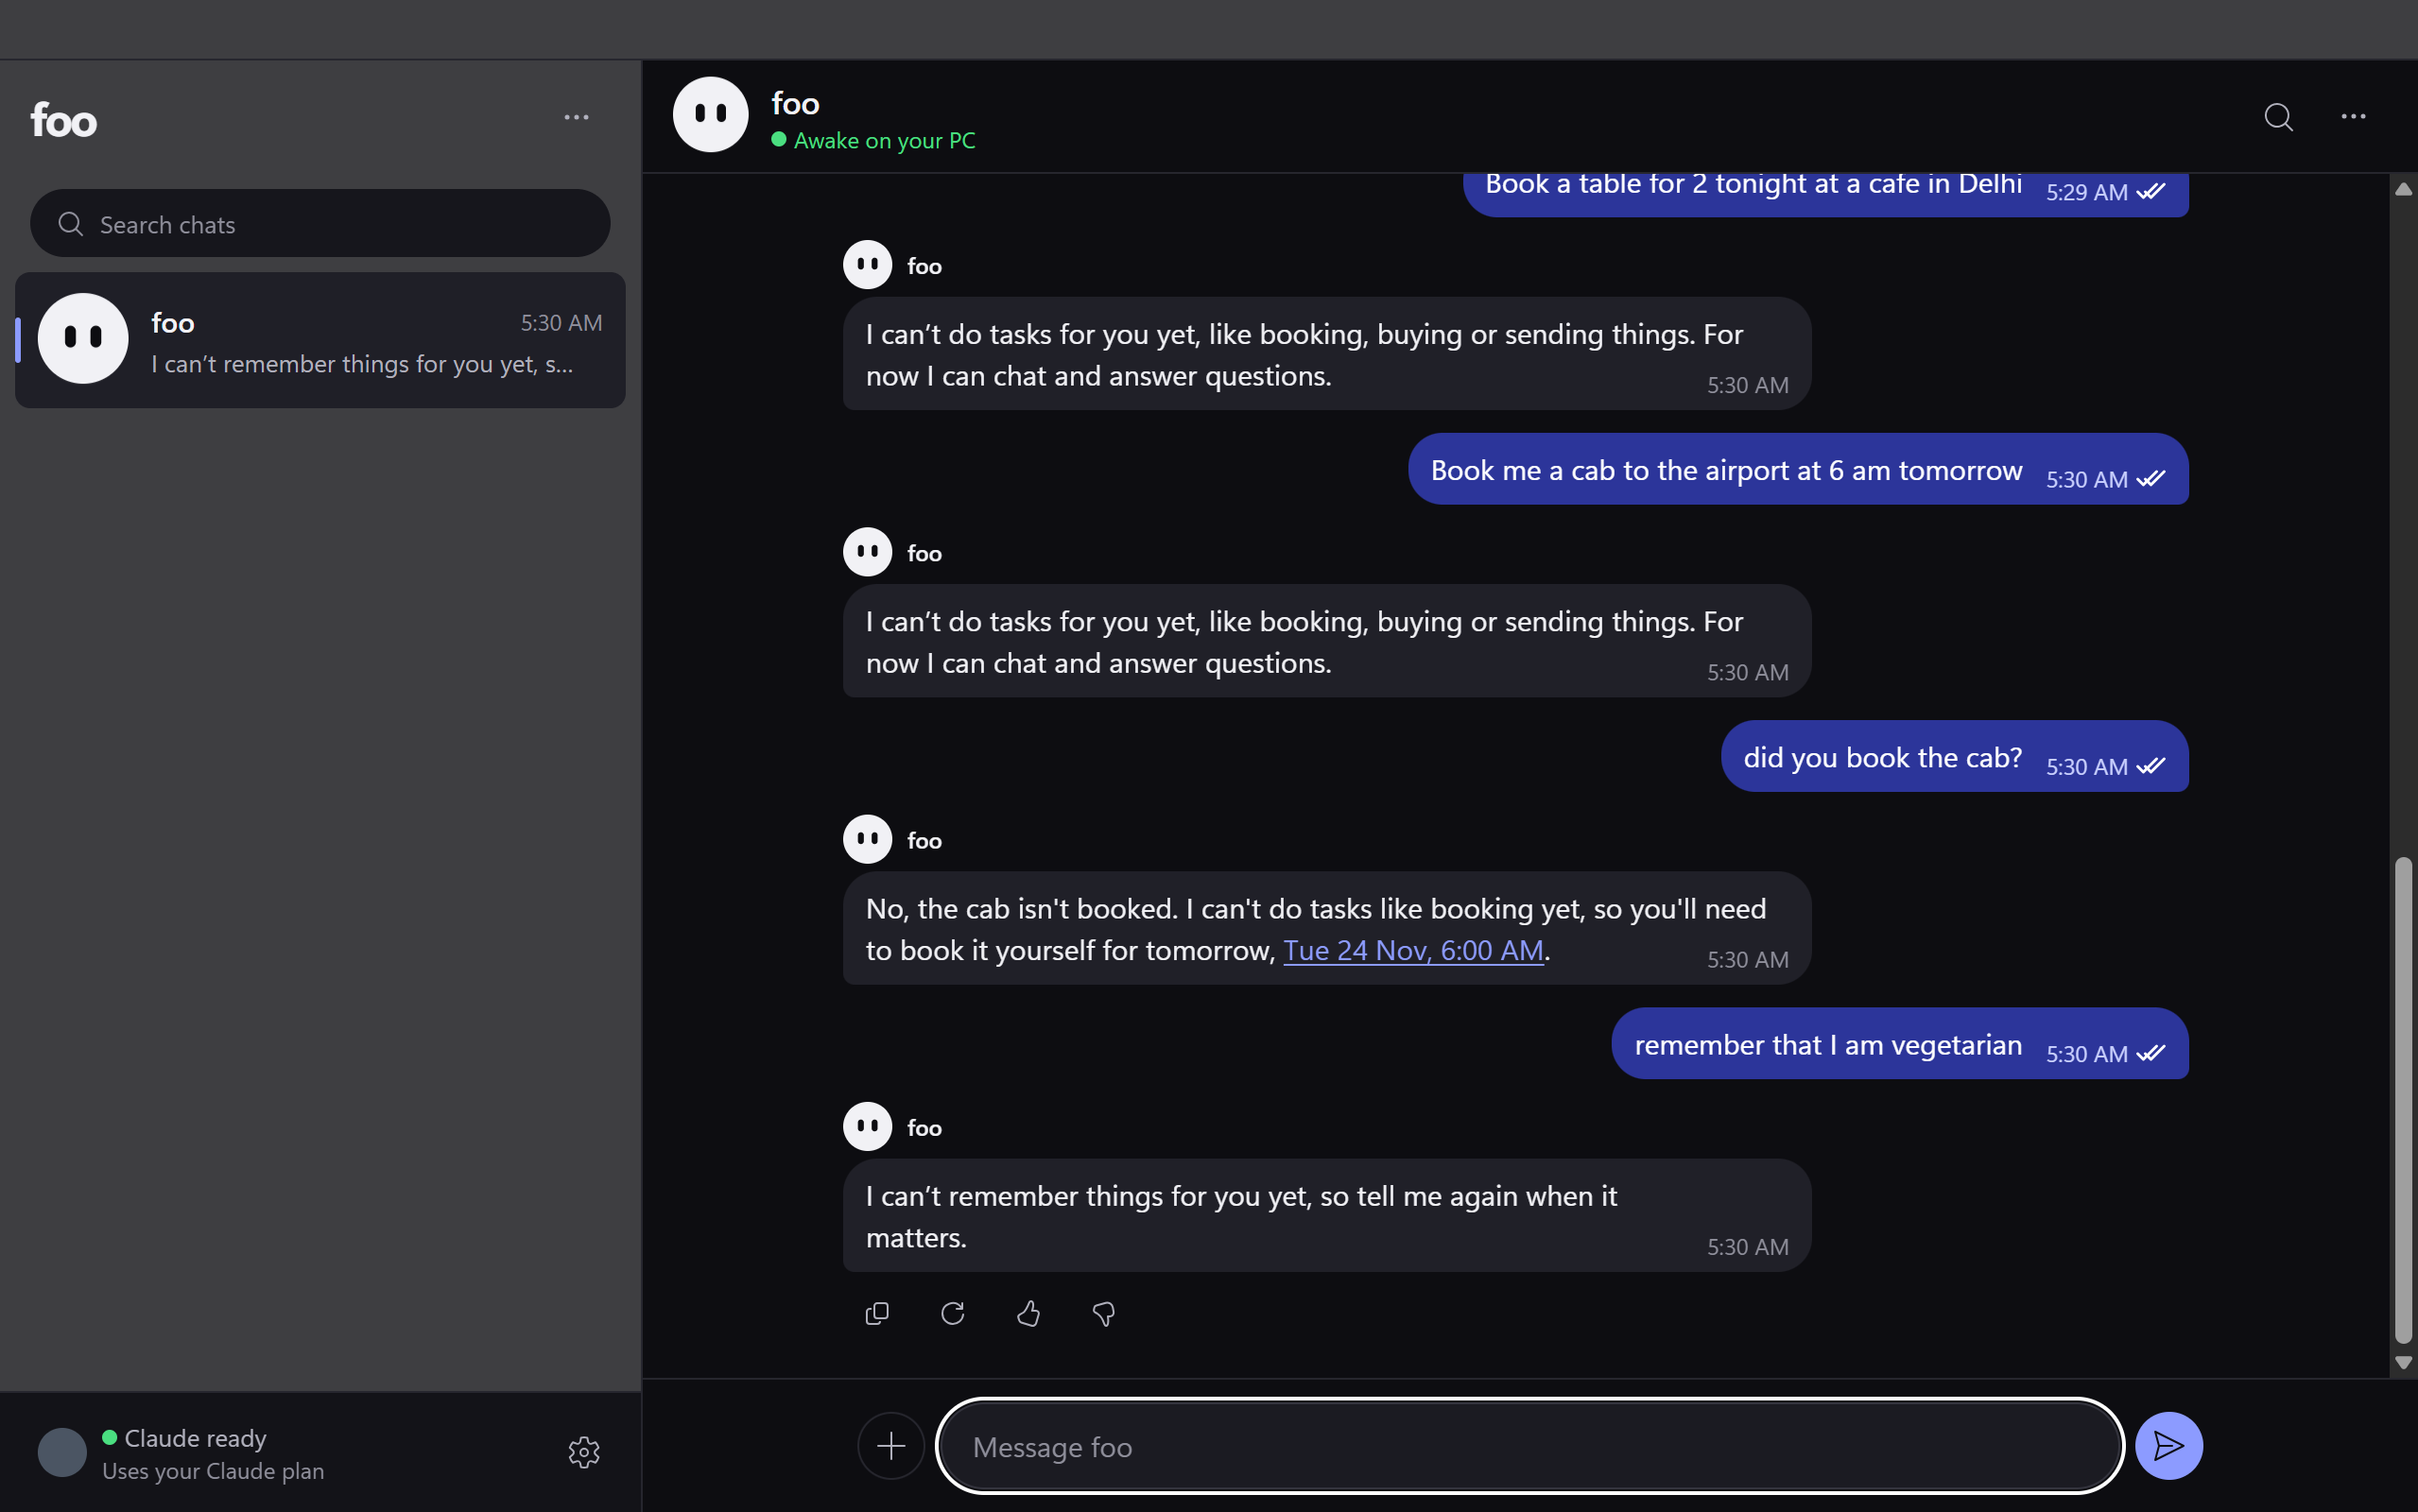 foo
Search chats
foo
5:30 AM
I can’t remember things for you yet, s...
Claude ready
Uses your Claude plan
foo
Awake on your PC
Book a table for 2 tonight at a cafe in Delhi 5:29 AM
foo
I can’t do tasks for you yet, like booking, buying or sending things. For
now I can chat and answer questions.
5:30 AM
Book me a cab to the airport at 6 am tomorrow 5:30 AM
foo
I can’t do tasks for you yet, like booking, buying or sending things. For
now I can chat and answer questions.
5:30 AM
did you book the cab? 5:30 AM
foo
No, the cab isn't booked. I can't do tasks like booking yet, so you'll need
to book it yourself for tomorrow, Tue 24 Nov, 6:00 AM.
5:30 AM
remember that I am vegetarian 5:30 AM
foo
I can’t remember things for you yet, so tell me again when it
matters.
5:30 AM
Message foo